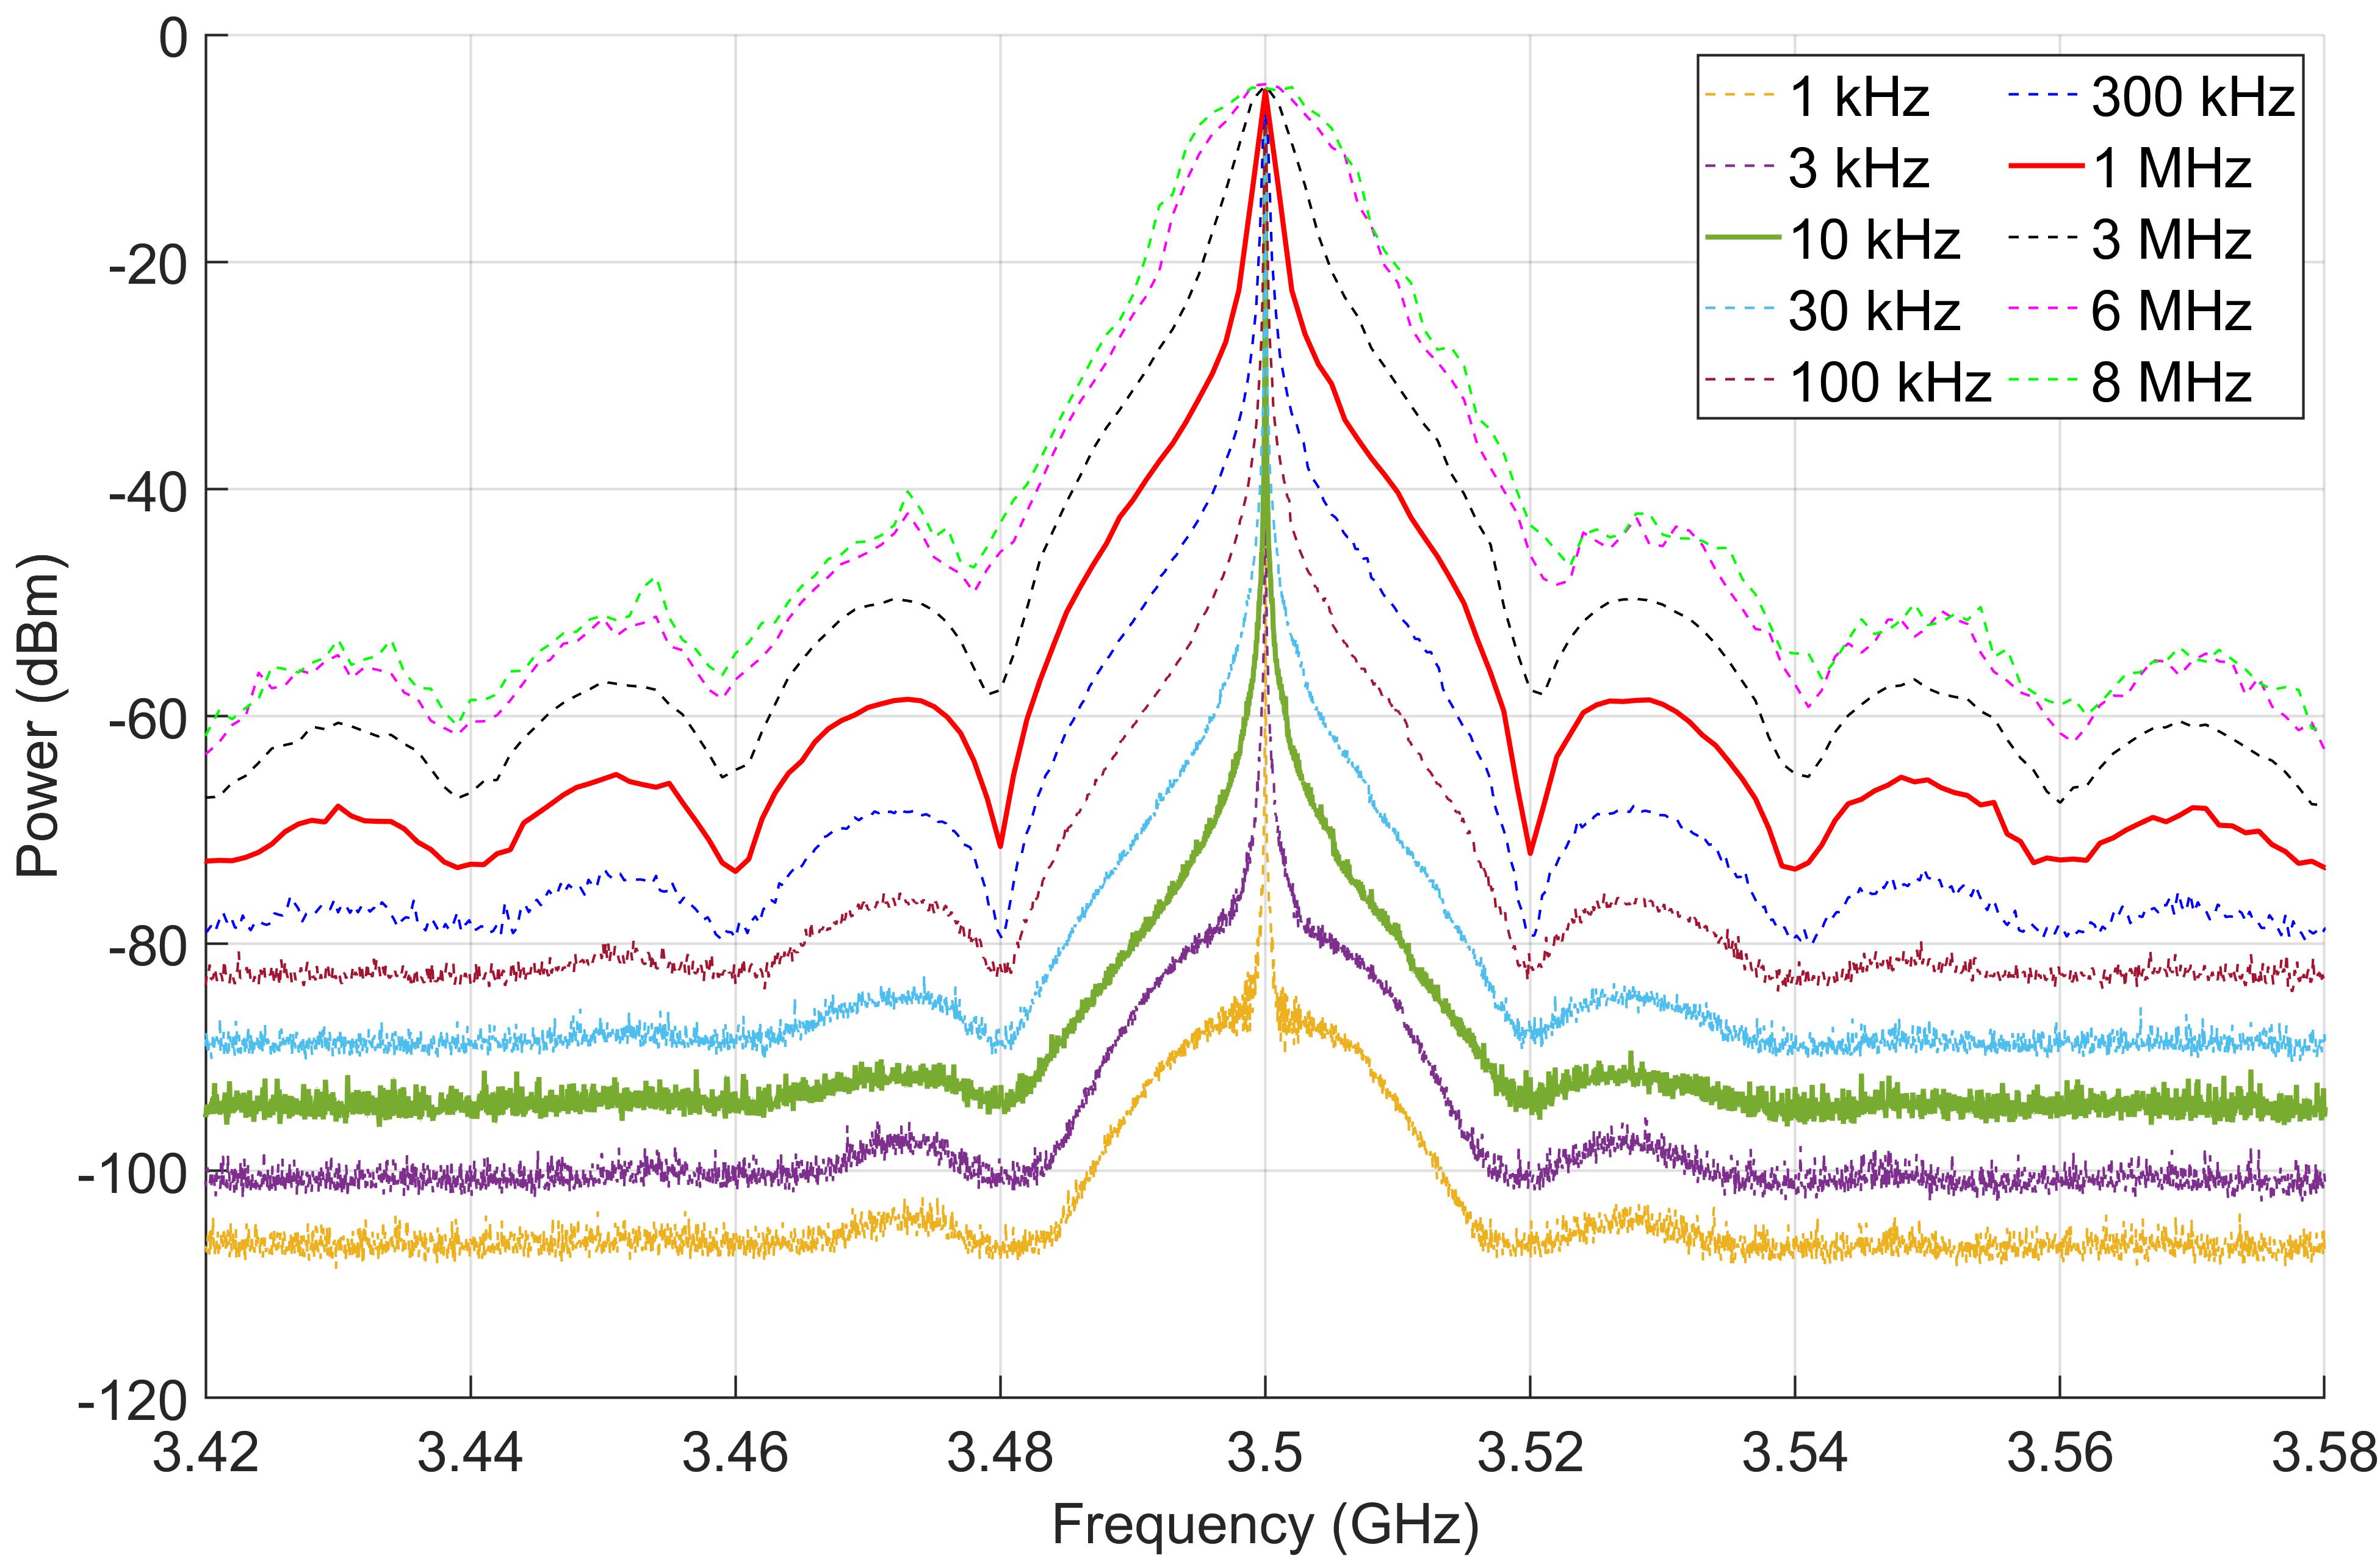 0
-20
-40
-60
-80
-100
-120
Power (dBm)
3.42 3.44 3.46 3.48 3.5 3.52 3.54 3.56 3.58
Frequency (GHz)
1 kHz 300 kHz
3 kHz 1 MHz
10 kHz 3 MHz
30 kHz 6 MHz
100 kHz 8 MHz